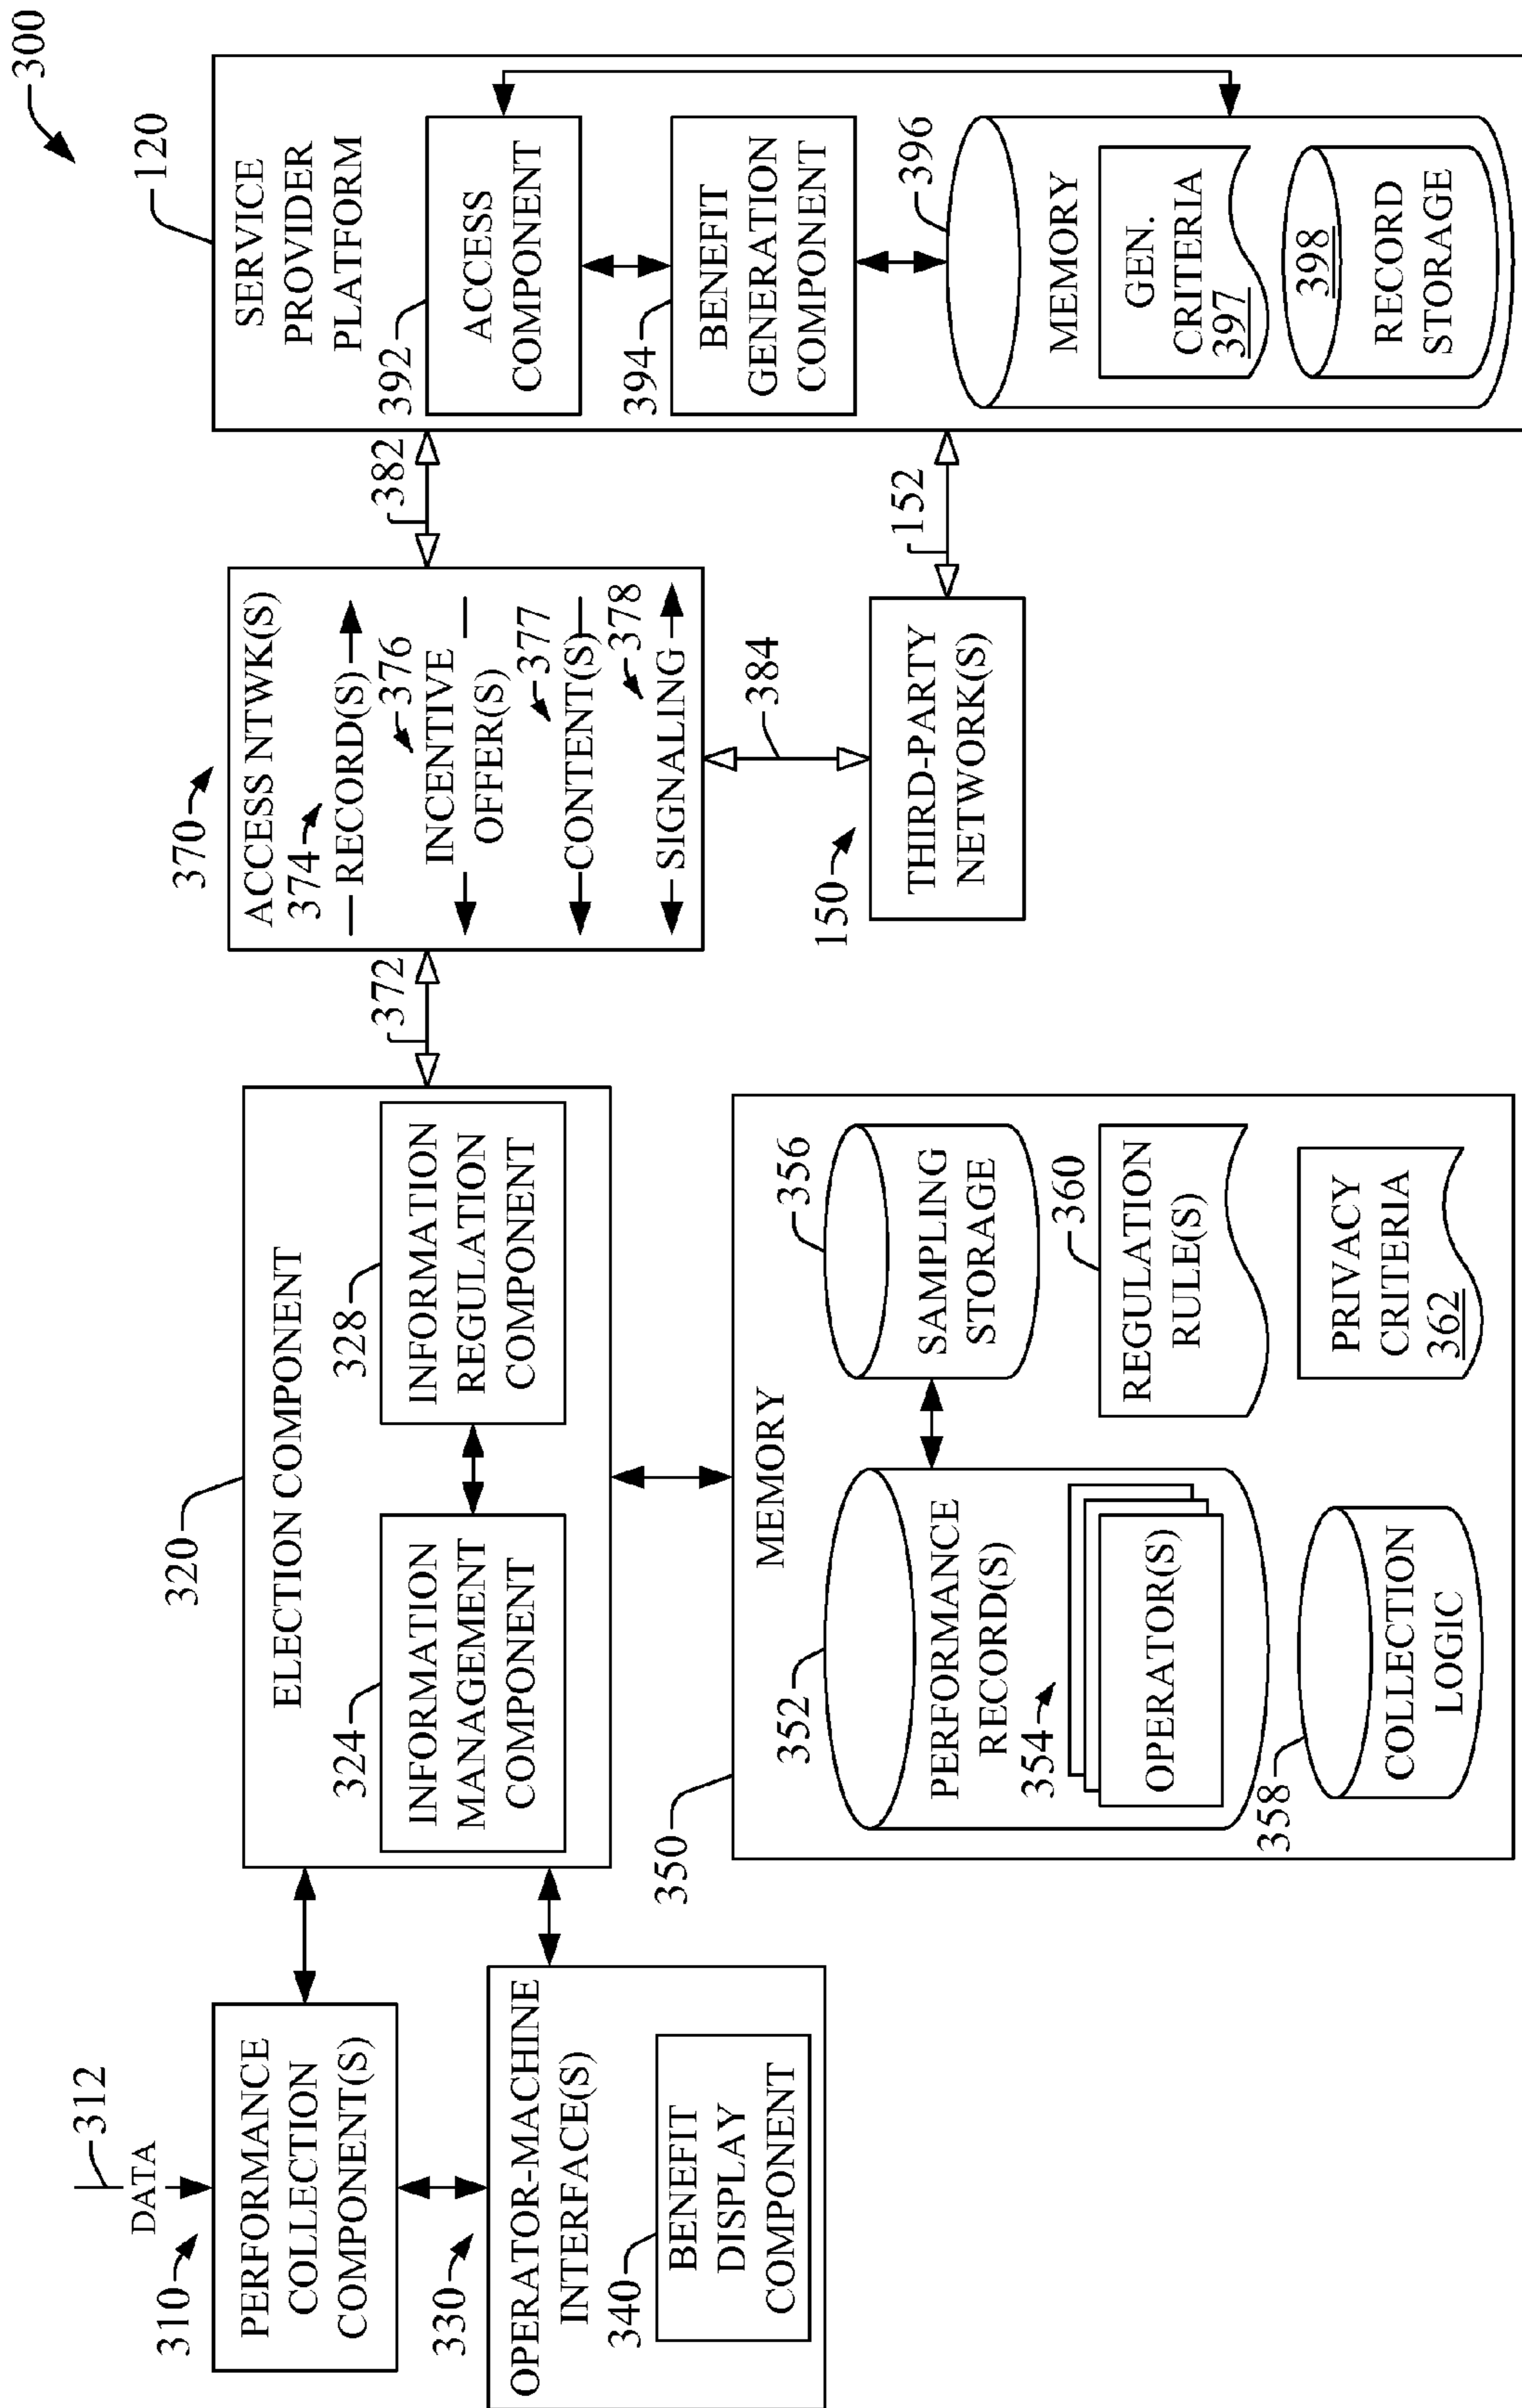 300
DATA
312
310
PERFORMANCE
COLLECTION
COMPONENT(S)
330
OPERATOR-MACHINE
INTERFACE(S)
340
BENEFIT
DISPLAY
COMPONENT
320
ELECTION COMPONENT
324
INFORMATION
MANAGEMENT
COMPONENT
328
INFORMATION
REGULATION
COMPONENT
350
MEMORY
352
PERFORMANCE
RECORD(S)
354
OPERATOR(S)
356
SAMPLING
STORAGE
358
COLLECTION
LOGIC
360
REGULATION
RULE(S)
PRIVACY
CRITERIA
362
372
370
ACCESS NTWK(S)
374
RECORD(S)
376
INCENTIVE
OFFER(S)
377
CONTENT(S)
378
SIGNALING
384
150
THIRD-PARTY
NETWORK(S)
382
152
120
SERVICE
PROVIDER
PLATFORM
392
ACCESS
COMPONENT
394
BENEFIT
GENERATION
COMPONENT
396
MEMORY
GEN.
CRITERIA
397
398
RECORD
STORAGE